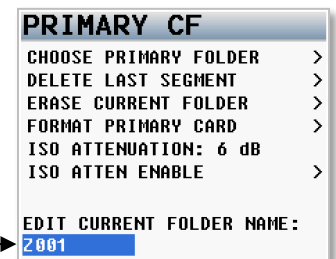 PRIMARY CF
CHOOSE PRIMARY FOLDER >
DELETE LAST SEGMENT >
ERASE CURRENT FOLDER >
FORMAT PRIMARY CARD >
ISO ATTENUATION: 6 dB
ISO ATTEN ENABLE >
EDIT CURRENT FOLDER NAME:
Z001